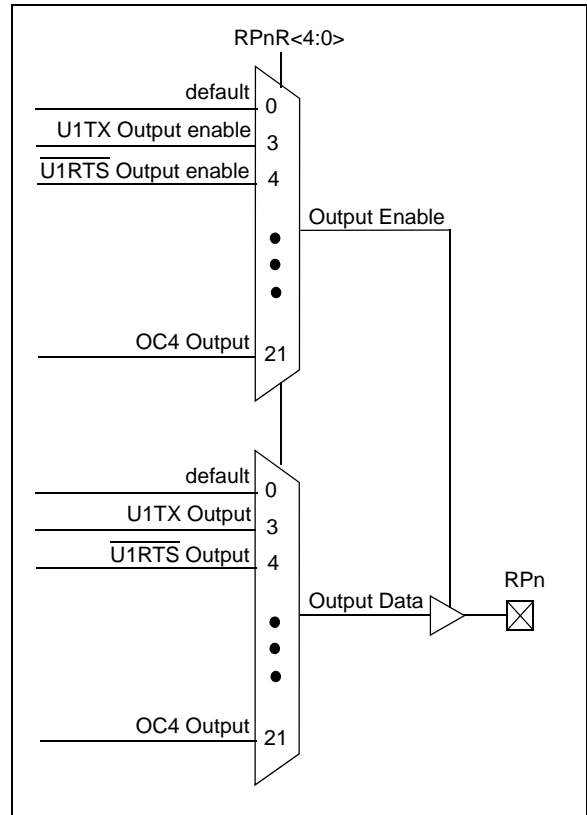 RPnR<4:0>
default
0
U1TX Output enable
3
U1RTS Output enable
4
Output Enable
OC4 Output
21
default
0
U1TX Output
3
U1RTS Output
4
RPn
Output Data
OC4 Output
21